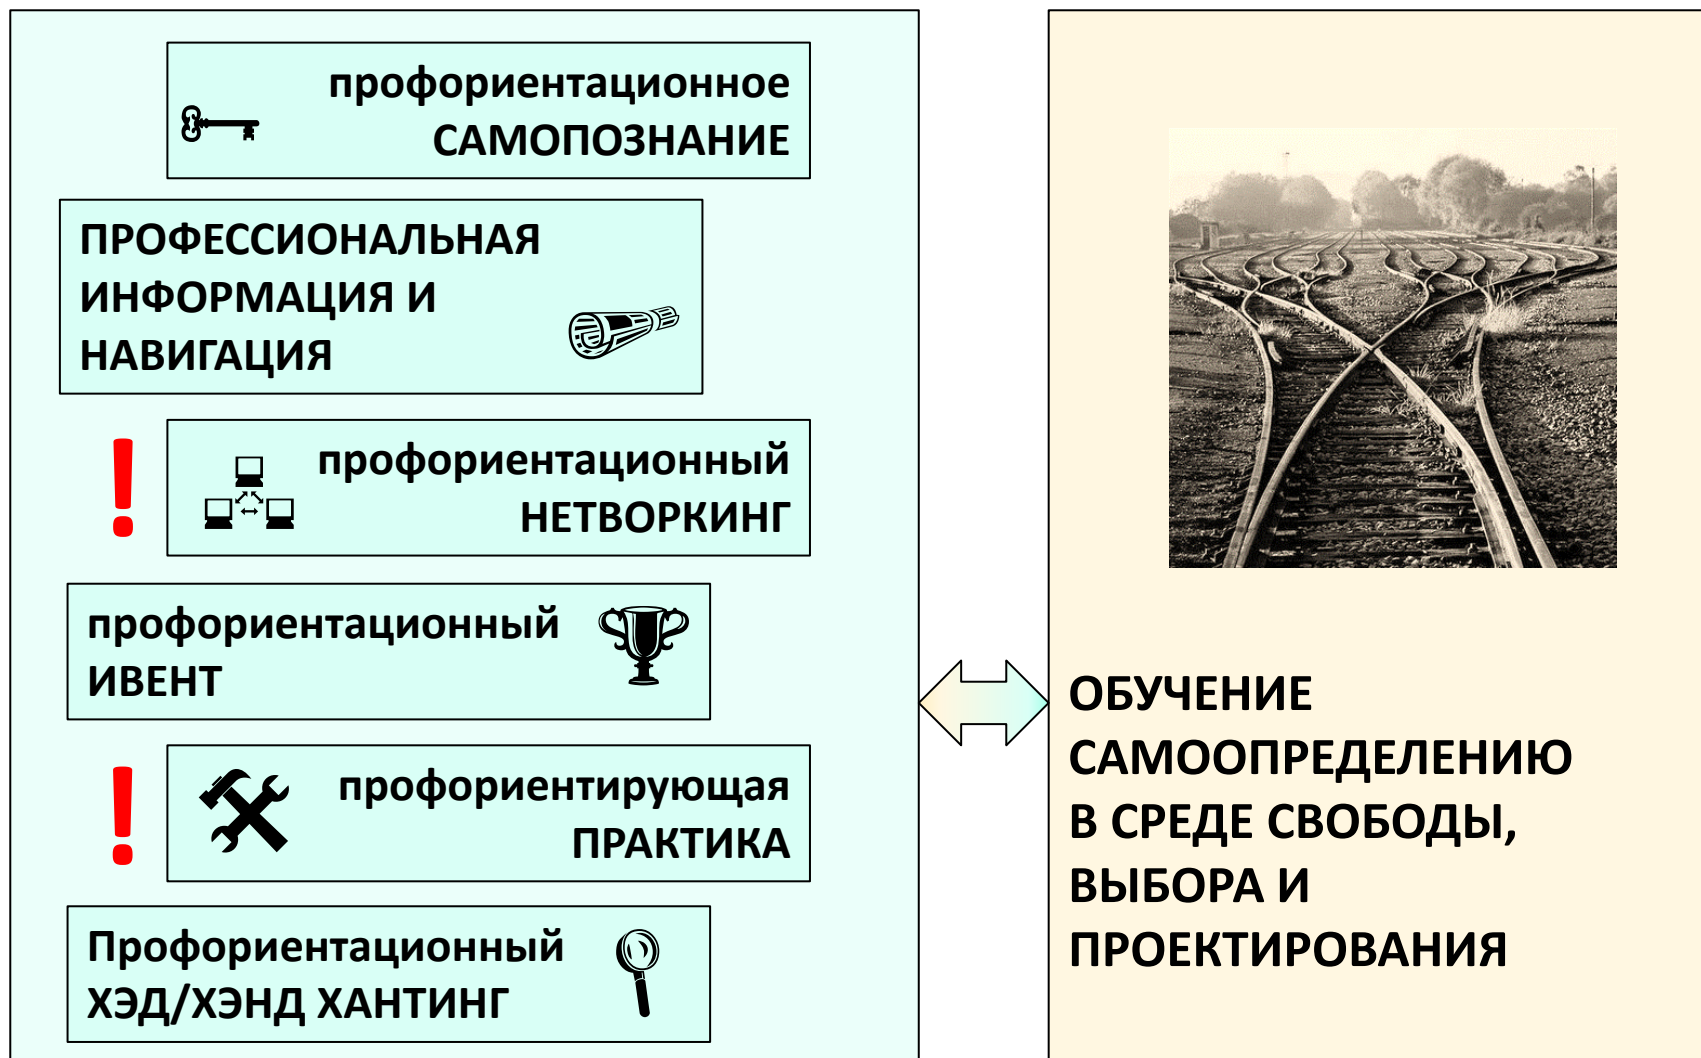 профориентационное
САМОПОЗНАНИЕ
ПРОФЕССИОНАЛЬНАЯ
ИНФОРМАЦИЯ И
НАВИГАЦИЯ
!
профориентационный
НЕТВОРКИНГ
профориентационный
ИВЕНТ
!
профориентирующая
ПРАКТИКА
Профориентационный
ХЭД/ХЭНД ХАНТИНГ
ОБУЧЕНИЕ
САМООПРЕДЕЛЕНИЮ
В СРЕДЕ СВОБОДЫ,
ВЫБОРА И
ПРОЕКТИРОВАНИЯ